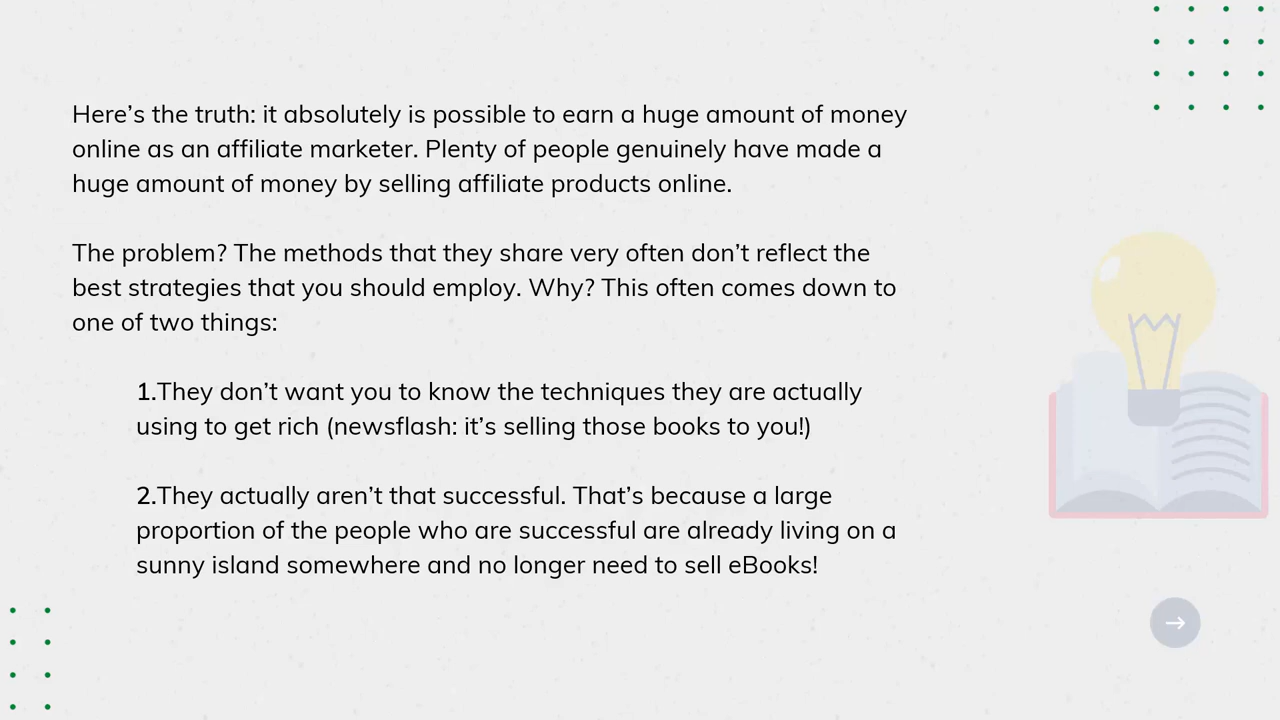 Here’s the truth: it absolutely is possible to earn a huge amount of money
online as an affiliate marketer. Plenty of people genuinely have made a
huge amount of money by selling affiliate products online.
The problem? The methods that they share very often don’t reflect the
best strategies that you should employ. Why? This often comes down to
one of two things:
1.They don’t want you to know the techniques they are actually
using to get rich (newsflash: it’s selling those books to you!)
2.They actually aren’t that successful. That’s because a large
proportion of the people who are successful are already living on a
sunny island somewhere and no longer need to sell eBooks!